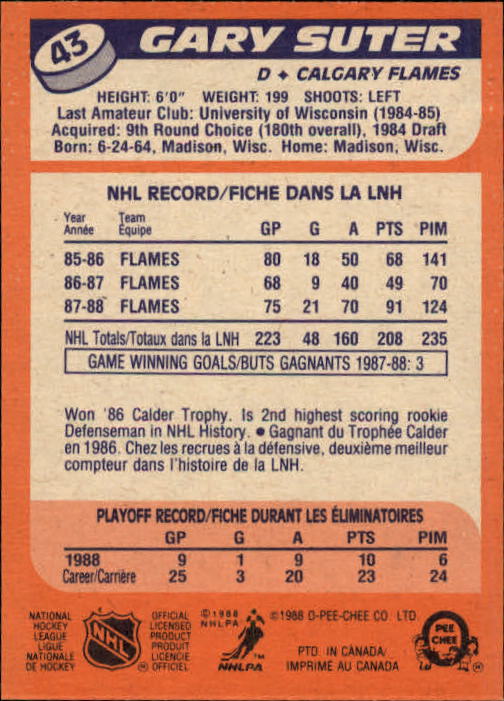 43
GARY SUTER
D ✦ CALGARY FLAMES
HEIGHT: 6'0" WEIGHT: 199 SHOOTS: LEFT
Last Amateur Club: University of Wisconsin (1984-85)
Acquired: 9th Round Choice (180th overall), 1984 Draft
Born: 6-24-64, Madison, Wisc. Home: Madison, Wisc.
NHL RECORD/FICHE DANS LA LNH
Year Team
Année Équipe GP G A PTS PIM
85-86 FLAMES 80 18 50 68 141
86-87 FLAMES 68 9 40 49 70
87-88 FLAMES 75 21 70 91 124
NHL Totals/Totaux dans la LNH 223 48 160 208 235
GAME WINNING GOALS/BUTS GAGNANTS 1987-88: 3
Won '86 Calder Trophy. Is 2nd highest scoring rookie
Defenseman in NHL History. ● Gagnant du Trophée Calder
en 1986. Chez les recrues à la défensive, deuxième meilleur
compteur dans l'histoire de la LNH.
PLAYOFF RECORD/FICHE DURANT LES ÉLIMINATOIRES
GP G A PTS PIM
1988 9 1 9 10 6
Career/Carrière 25 3 20 23 24
NATIONAL
HOCKEY
LEAGUE
LIGUE
NATIONALE
DE HOCKEY
NHL
OFFICIAL
LICENSED
PRODUCT
PRODUIT
LICENCIE
OFFICIEL
©1988
NHLPA
NHLPA
©1988 O-PEE-CHEE CO. LTD.
PTD. IN CANADA/
IMPRIMÉ AU CANADA
O
PEE
CHEE